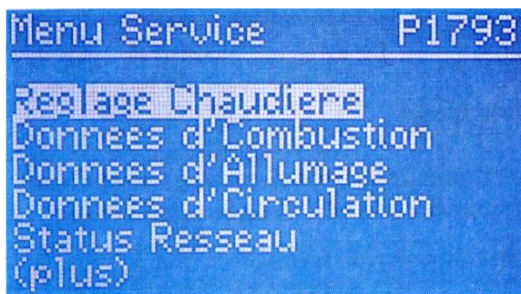 Menu Service P1793
Reglage Chaudiere
Donnees d'Combustion
Donnees d'Allumage
Donnees d'Circulation
Status Resseau
(plus)